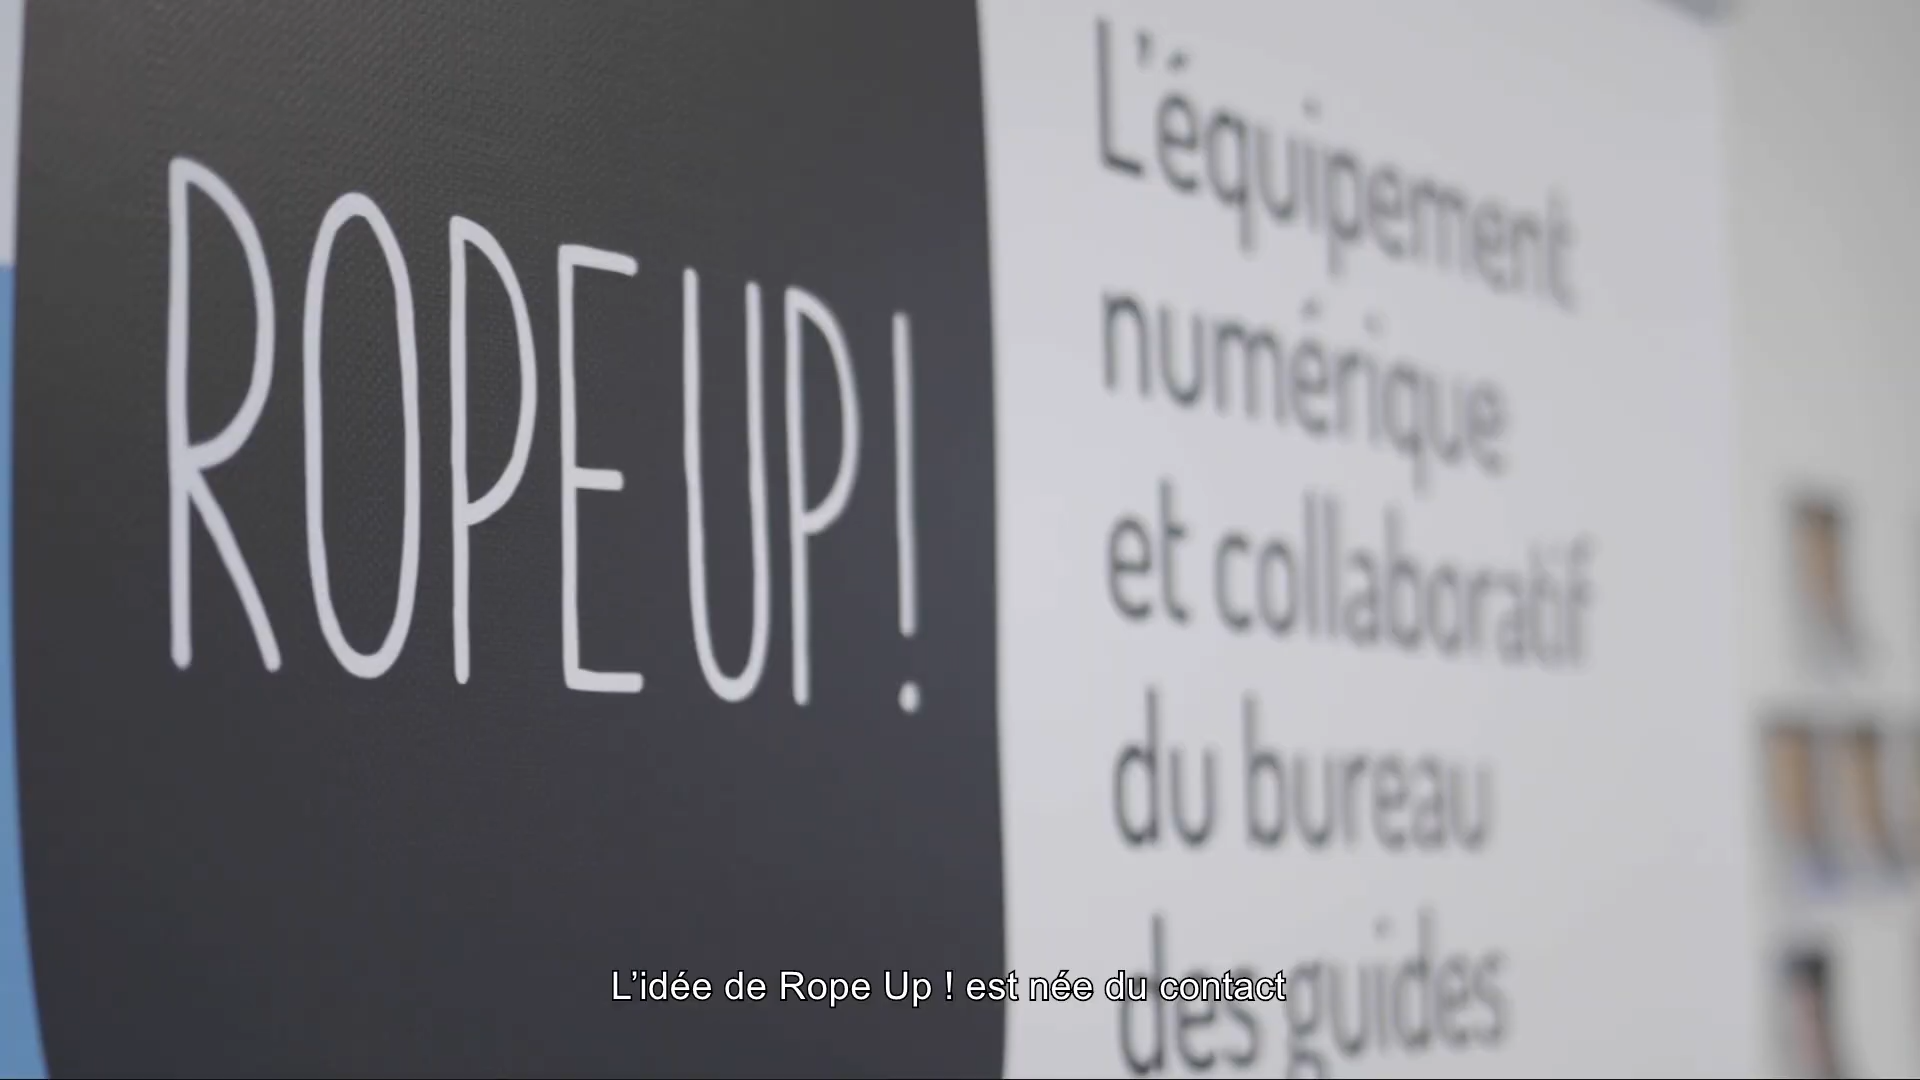 ROPE UP!
L'équipement
numérique
et collaboratif
du bureau
des guides
L’idée de Rope Up ! est née du contact